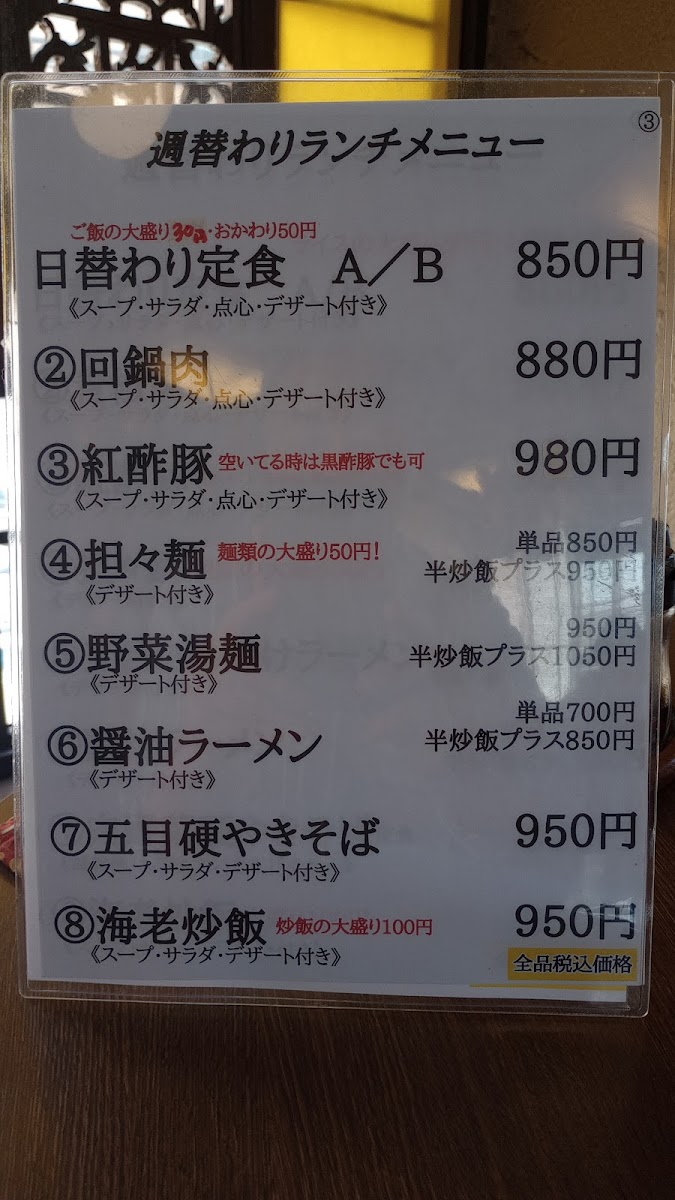 ③
週替わりランチメニュー
ご飯の大盛り30円・おかわり50円
日替わり定食 A/B 850円
《スープ・サラダ・点心・デザート付き》
②回鍋肉 880円
《スープ・サラダ・点心・デザート付き》
③紅酢豚 空いてる時は黒酢豚でも可 980円
《スープ・サラダ・点心・デザート付き》
④担々麺 麺類の大盛り50円! 単品850円
半炒飯プラス950円
《デザート付き》
⑤野菜湯麺 950円
半炒飯プラス1050円
《デザート付き》
⑥醤油ラーメン 単品700円
半炒飯プラス850円
《デザート付き》
⑦五目硬やきそば 950円
《スープ・サラダ・デザート付き》
⑧海老炒飯 炒飯の大盛り100円 950円
《スープ・サラダ・デザート付き》
全品税込価格